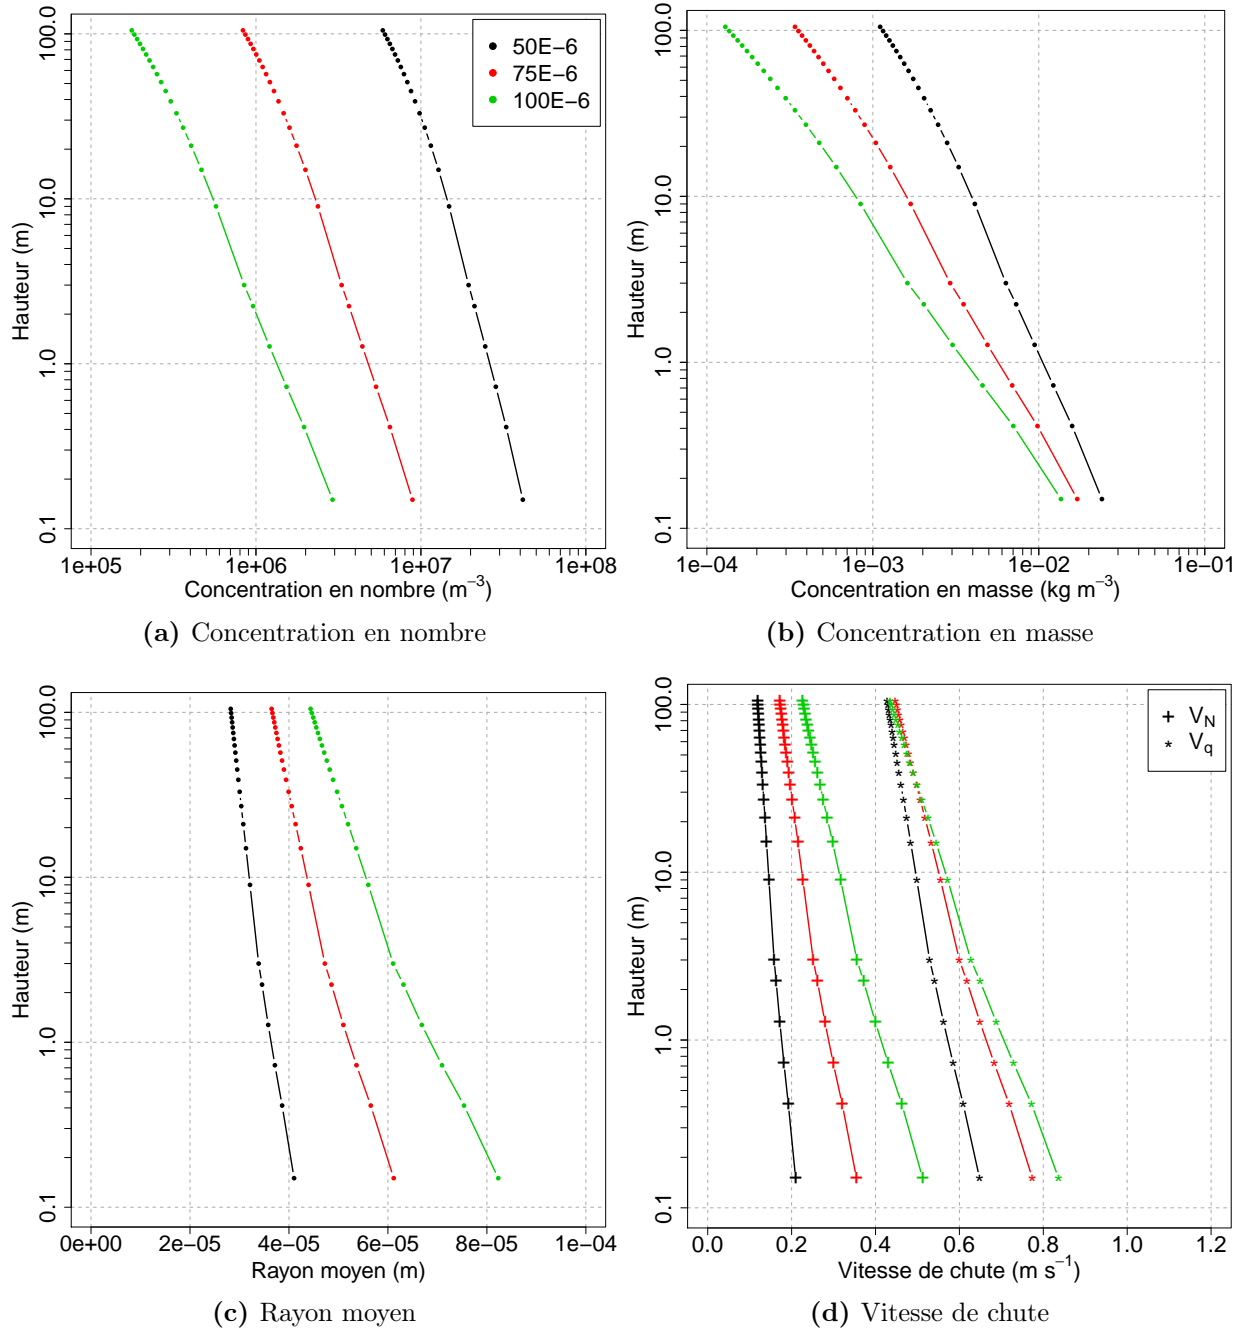 100.0
10.0
1.0
0.1
Hauteur (m)
50E−6
75E−6
100E−6
1e+05
1e+06
1e+07
1e+08
Concentration en nombre (m⁻³)
(a) Concentration en nombre
100.0
10.0
1.0
0.1
Hauteur (m)
1e−04
1e−03
1e−02
1e−01
Concentration en masse (kg m⁻³)
(b) Concentration en masse
100.0
10.0
1.0
0.1
Hauteur (m)
0e+00
2e−05
4e−05
6e−05
8e−05
1e−04
Rayon moyen (m)
(c) Rayon moyen
100.0
10.0
1.0
0.1
Hauteur (m)
V_N
V_q
0.0
0.2
0.4
0.6
0.8
1.0
1.2
Vitesse de chute (m s⁻¹)
(d) Vitesse de chute